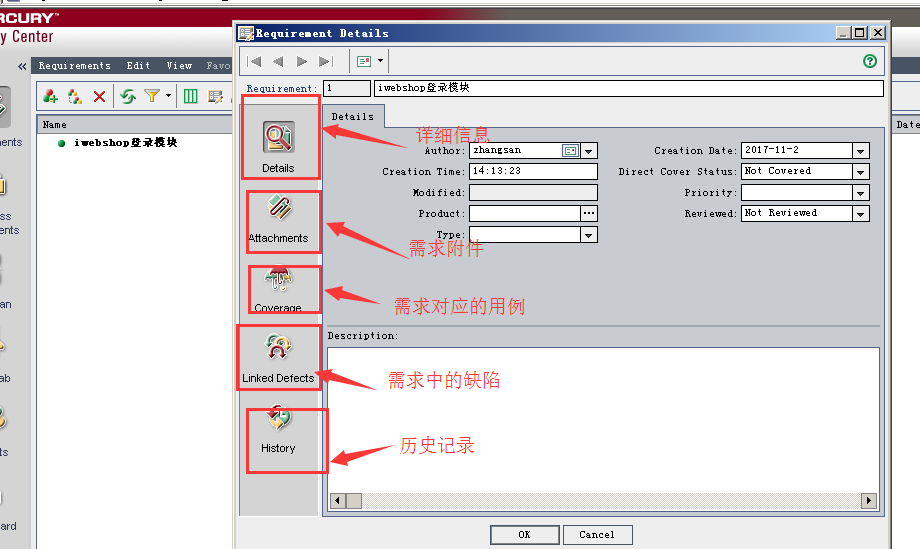 RCURY™
y Center
Requirement Details
Requirements Edit View Favo
Requirement: 1 iwebshop登录模块
Name
iwebshop登录模块
Date
Details
Details
详细信息
Author: zhangsan
Creation Date: 2017-11-2
Creation Time: 14:13:23
Direct Cover Status: Not Covered
Modified:
Priority:
Product:
Reviewed: Not Reviewed
Type:
Attachments
需求附件
Coverage
需求对应的用例
Description:
Linked Defects
需求中的缺陷
History
历史记录
OK
Cancel
ents
ss
ents
an
ab
ts
ard